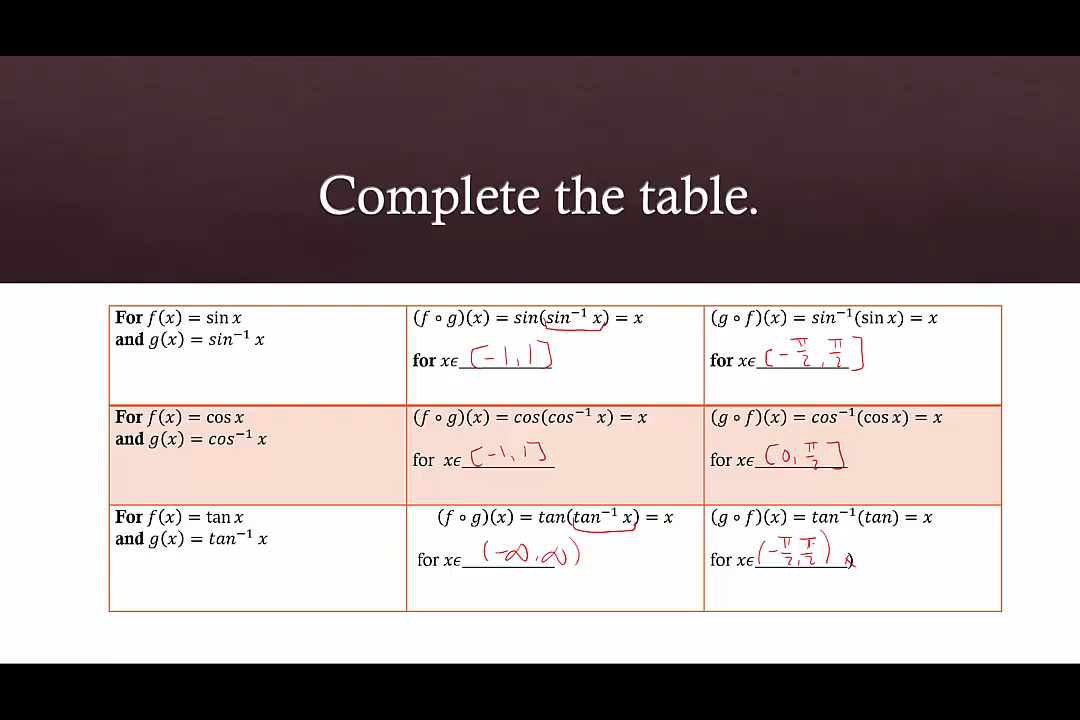 Complete the table.
For f(x) = sin x
and g(x) = sin⁻¹ x
(f ∘ g)(x) = sin(sin⁻¹ x) = x
for xϵ [-1, 1]
(g ∘ f)(x) = sin⁻¹(sin x) = x
for xϵ [-π/2, π/2]
For f(x) = cos x
and g(x) = cos⁻¹ x
(f ∘ g)(x) = cos(cos⁻¹ x) = x
for xϵ [-1, 1]
(g ∘ f)(x) = cos⁻¹(cos x) = x
for xϵ [0, π/2]
For f(x) = tan x
and g(x) = tan⁻¹ x
(f ∘ g)(x) = tan(tan⁻¹ x) = x
for xϵ (-∞, ∞)
(g ∘ f)(x) = tan⁻¹(tan) = x
for xϵ (-π/2, π/2)